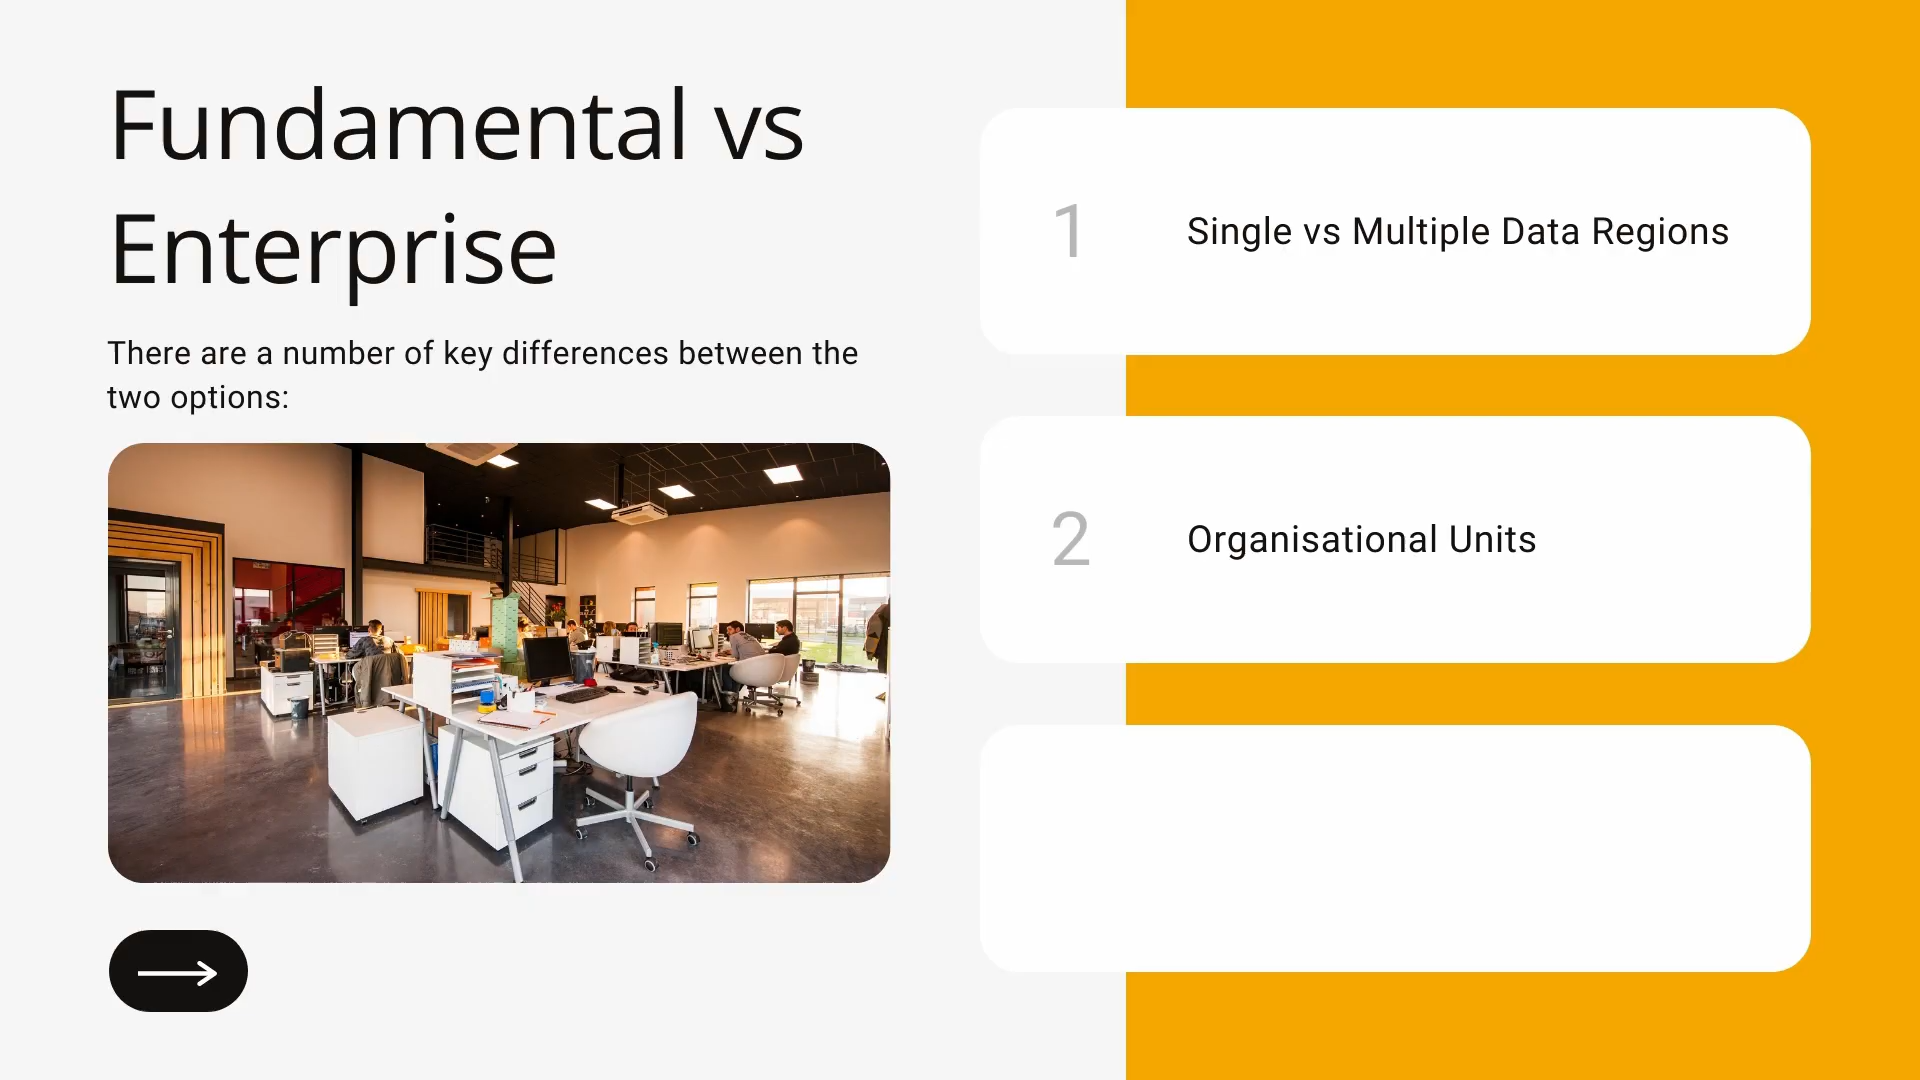 Fundamental vs
Enterprise
There are a number of key differences between the
two options:
1
Single vs Multiple Data Regions
2
Organisational Units